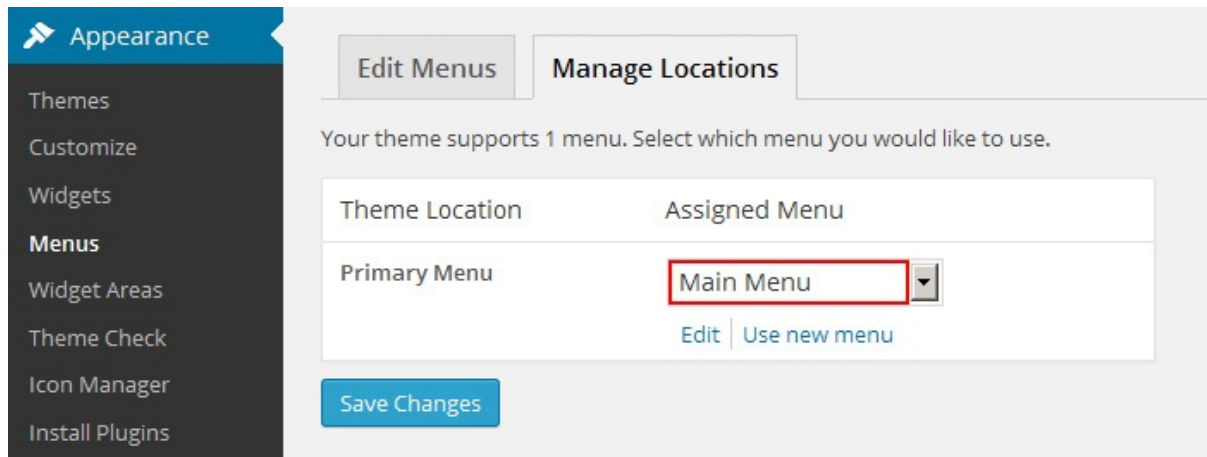 Appearance
Themes
Customize
Widgets
Menus
Widget Areas
Theme Check
Icon Manager
Install Plugins
Edit Menus Manage Locations
Your theme supports 1 menu. Select which menu you would like to use.
Theme Location Assigned Menu
Primary Menu Main Menu
Edit Use new menu
Save Changes